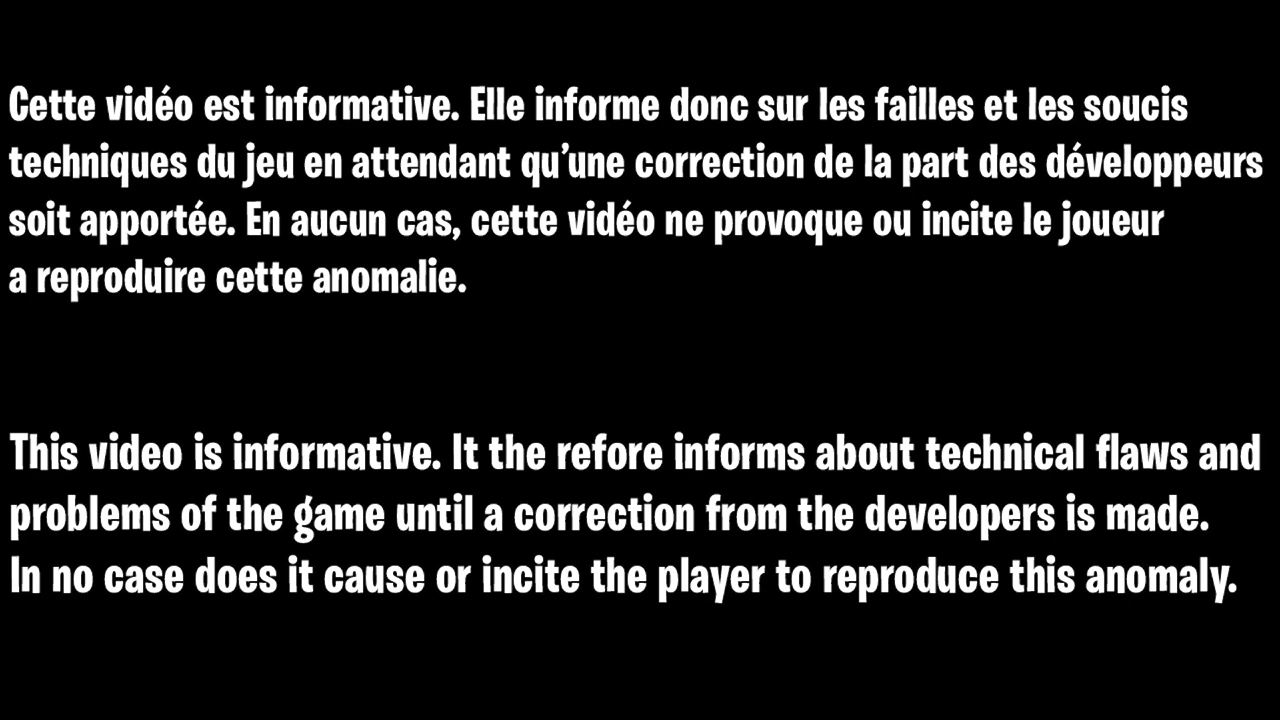 Cette vidéo est informative. Elle informe donc sur les failles et les soucis
techniques du jeu en attendant qu’une correction de la part des développeurs
soit apportée. En aucun cas, cette vidéo ne provoque ou incite le joueur
a reproduire cette anomalie.
This video is informative. It the refore informs about technical flaws and
problems of the game until a correction from the developers is made.
In no case does it cause or incite the player to reproduce this anomaly.